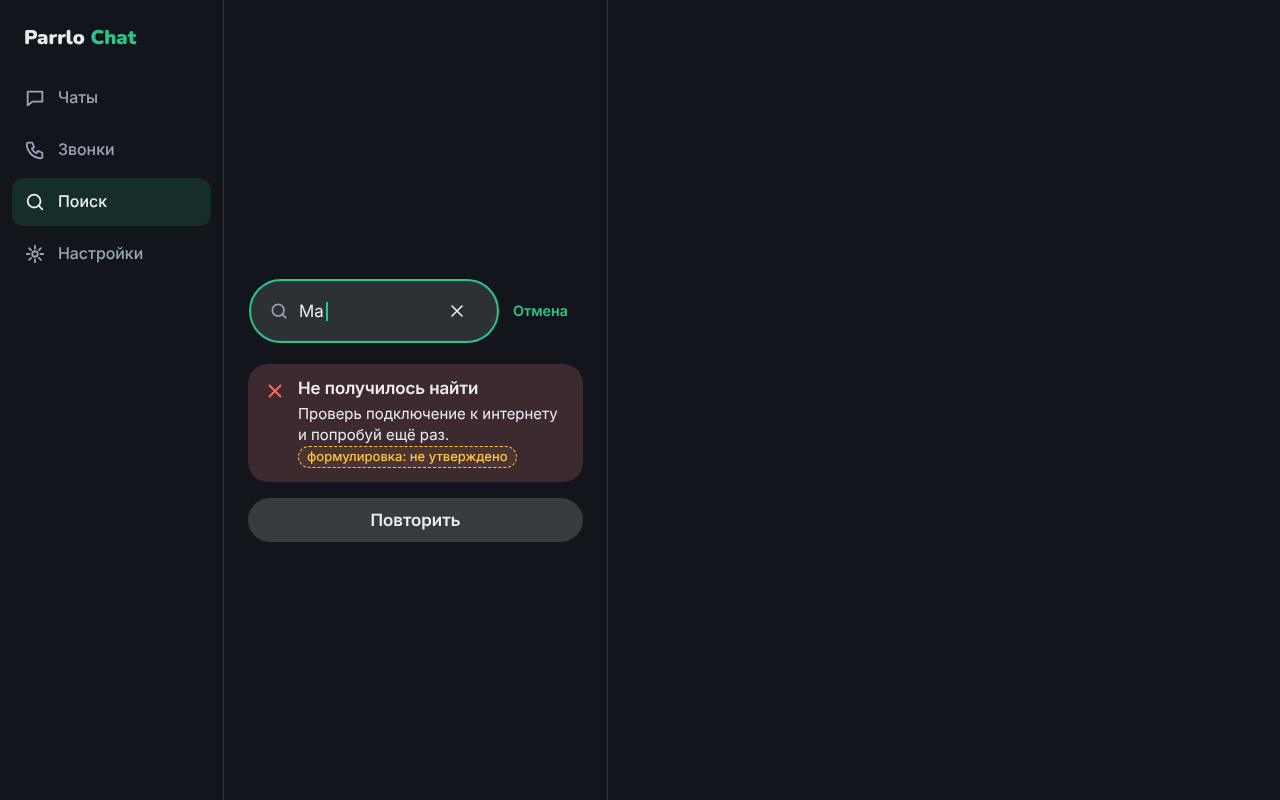 Parrlo Chat
Чаты
Звонки
Поиск
Настройки
Ма
Отмена
Не получилось найти
Проверь подключение к интернету
и попробуй ещё раз.
формулировка: не утверждено
Повторить